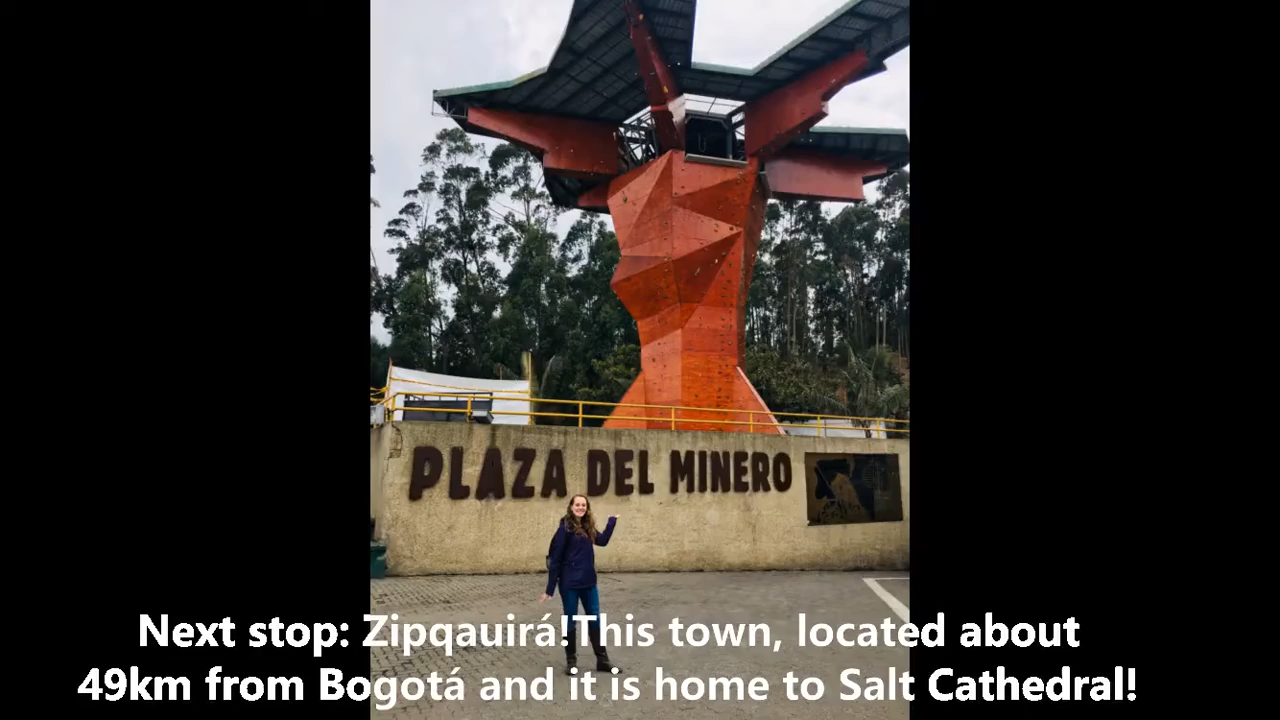 PLAZA DEL MINERO
Next stop: Zipqauirá!This town, located about
49km from Bogotá and it is home to Salt Cathedral!